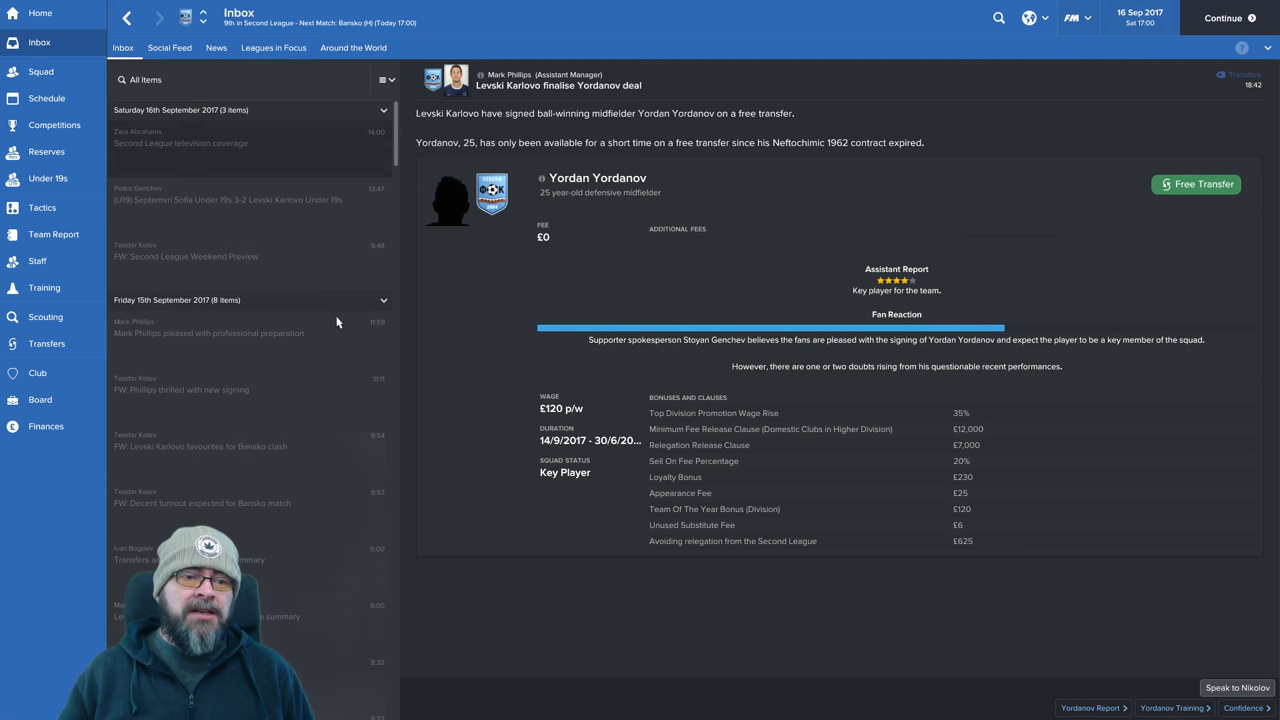 Home
Inbox
Squad
Schedule
Competitions
Reserves
Under 19s
Tactics
Team Report
Staff
Training
Scouting
Transfers
Club
Board
Finances
Inbox
9th in Second League - Next Match: Bansko (H) (Today 17:00)
FM
16 Sep 2017
Sat 17:00
Continue
Inbox
Social Feed
News
Leagues in Focus
Around the World
All Items
Saturday 16th September 2017 (3 items)
Zara Abrahams
14:00
Second League television coverage
Petko Genchev
13:47
(U19) Septemvri Sofia Under 19s 3-2 Levski Karlovo Under 19s
Teodor Kolev
9:48
FW: Second League Weekend Preview
Friday 15th September 2017 (8 items)
Mark Phillips
11:59
Mark Phillips pleased with professional preparation
Teodor Kolev
11:11
FW: Phillips thrilled with new signing
Teodor Kolev
9:54
FW: Levski Karlovo favourites for Bansko clash
Teodor Kolev
9:53
FW: Decent turnout expected for Bansko match
Ivan Bogoev
9:00
Transfers
9:00
summary
8:32
Mark Phillips (Assistant Manager)
Levski Karlovo finalise Yordanov deal
Transfers
18:42
Levski Karlovo have signed ball-winning midfielder Yordan Yordanov on a free transfer.
Yordanov, 25, has only been available for a short time on a free transfer since his Neftochimic 1962 contract expired.
Yordan Yordanov
25 year-old defensive midfielder
Free Transfer
FEE
£0
ADDITIONAL FEES
Assistant Report
Key player for the team.
Fan Reaction
Supporter spokesperson Stoyan Genchev believes the fans are pleased with the signing of Yordan Yordanov and expect the player to be a key member of the squad.
However, there are one or two doubts rising from his questionable recent performances.
WAGE
£120 p/w
DURATION
14/9/2017 - 30/6/20...
SQUAD STATUS
Key Player
BONUSES AND CLAUSES
Top Division Promotion Wage Rise 35%
Minimum Fee Release Clause (Domestic Clubs in Higher Division) £12,000
Relegation Release Clause £7,000
Sell On Fee Percentage 20%
Loyalty Bonus £230
Appearance Fee £25
Team Of The Year Bonus (Division) £120
Unused Substitute Fee £6
Avoiding relegation from the Second League £625
Speak to Nikolov
Yordanov Report
Yordanov Training
Confidence